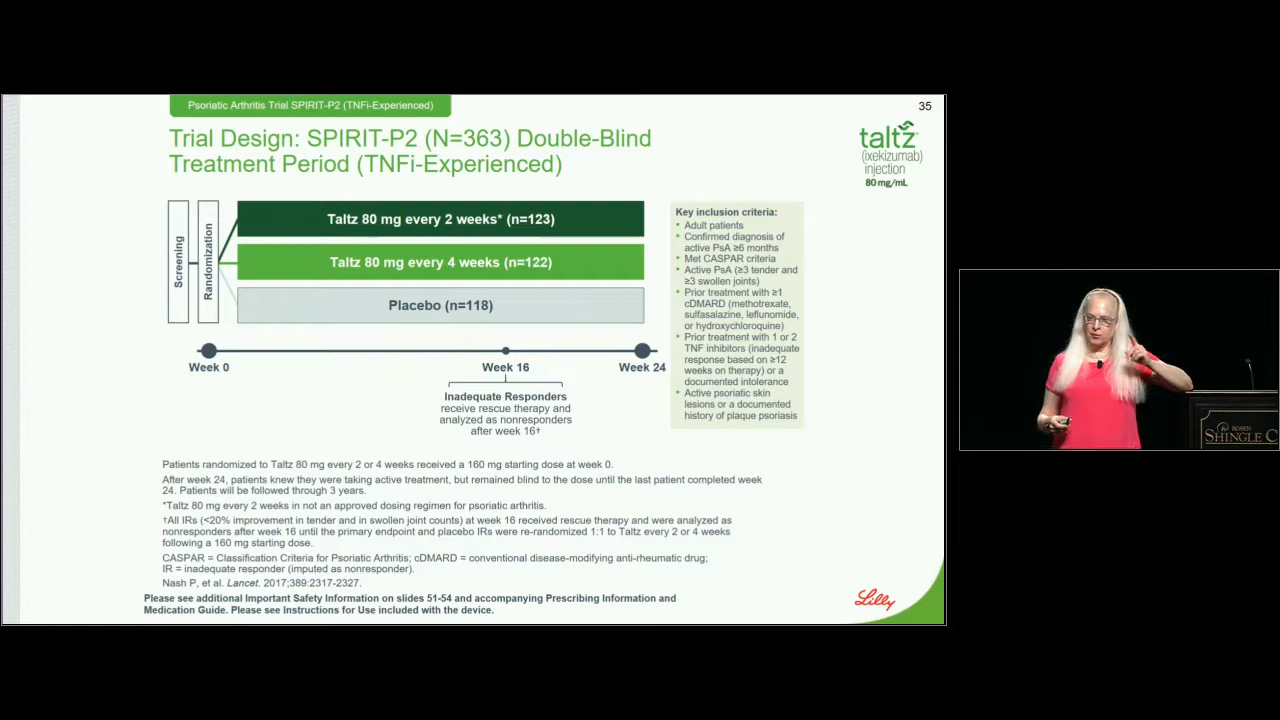 Psoriatic Arthritis Trial SPIRIT-P2 (TNFi-Experienced)
35
Trial Design: SPIRIT-P2 (N=363) Double-Blind
Treatment Period (TNFi-Experienced)
taltz
(ixekizumab)
injection
80 mg/mL
Screening
Randomization
Taltz 80 mg every 2 weeks* (n=123)
Taltz 80 mg every 4 weeks (n=122)
Placebo (n=118)
Week 0
Week 16
Week 24
Inadequate Responders
receive rescue therapy and
analyzed as nonresponders
after week 16†
Key inclusion criteria:
• Adult patients
• Confirmed diagnosis of
active PsA ≥6 months
• Met CASPAR criteria
• Active PsA (≥3 tender and
≥3 swollen joints)
• Prior treatment with ≥1
cDMARD (methotrexate,
sulfasalazine, leflunomide,
or hydroxychloroquine)
• Prior treatment with 1 or 2
TNF inhibitors (inadequate
response based on ≥12
weeks on therapy) or a
documented intolerance
• Active psoriatic skin
lesions or a documented
history of plaque psoriasis
Patients randomized to Taltz 80 mg every 2 or 4 weeks received a 160 mg starting dose at week 0.
After week 24, patients knew they were taking active treatment, but remained blind to the dose until the last patient completed week
24. Patients will be followed through 3 years.
*Taltz 80 mg every 2 weeks in not an approved dosing regimen for psoriatic arthritis.
†All IRs (<20% improvement in tender and in swollen joint counts) at week 16 received rescue therapy and were analyzed as
nonresponders after week 16 until the primary endpoint and placebo IRs were re-randomized 1:1 to Taltz every 2 or 4 weeks
following a 160 mg starting dose.
CASPAR = Classification Criteria for Psoriatic Arthritis; cDMARD = conventional disease-modifying anti-rheumatic drug;
IR = inadequate responder (imputed as nonresponder).
Nash P, et al. Lancet. 2017;389:2317-2327.
Please see additional Important Safety Information on slides 51-54 and accompanying Prescribing Information and
Medication Guide. Please see Instructions for Use included with the device.
Lilly
ROSEN
SHINGLE C